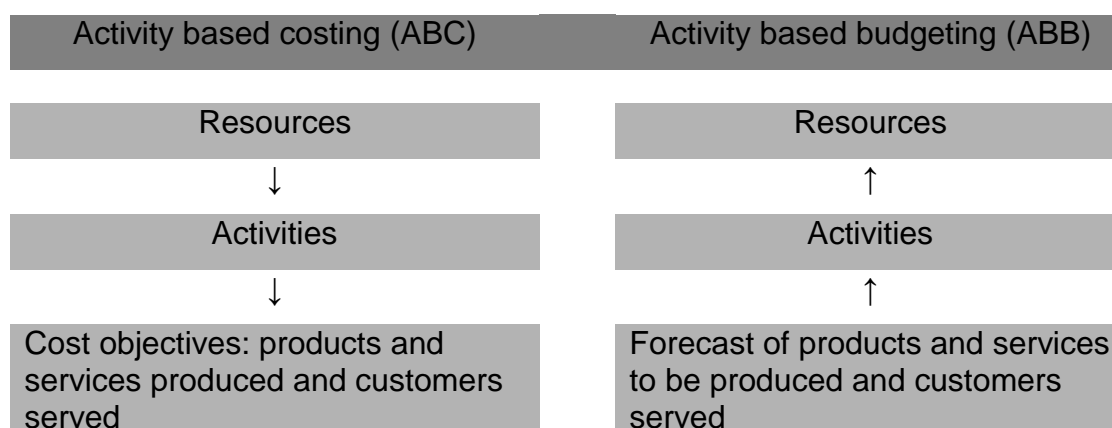 Activity based costing (ABC)
Activity based budgeting (ABB)
Resources
Resources
↓
↑
Activities
Activities
↓
↑
Cost objectives: products and
services produced and customers
served
Forecast of products and services
to be produced and customers
served